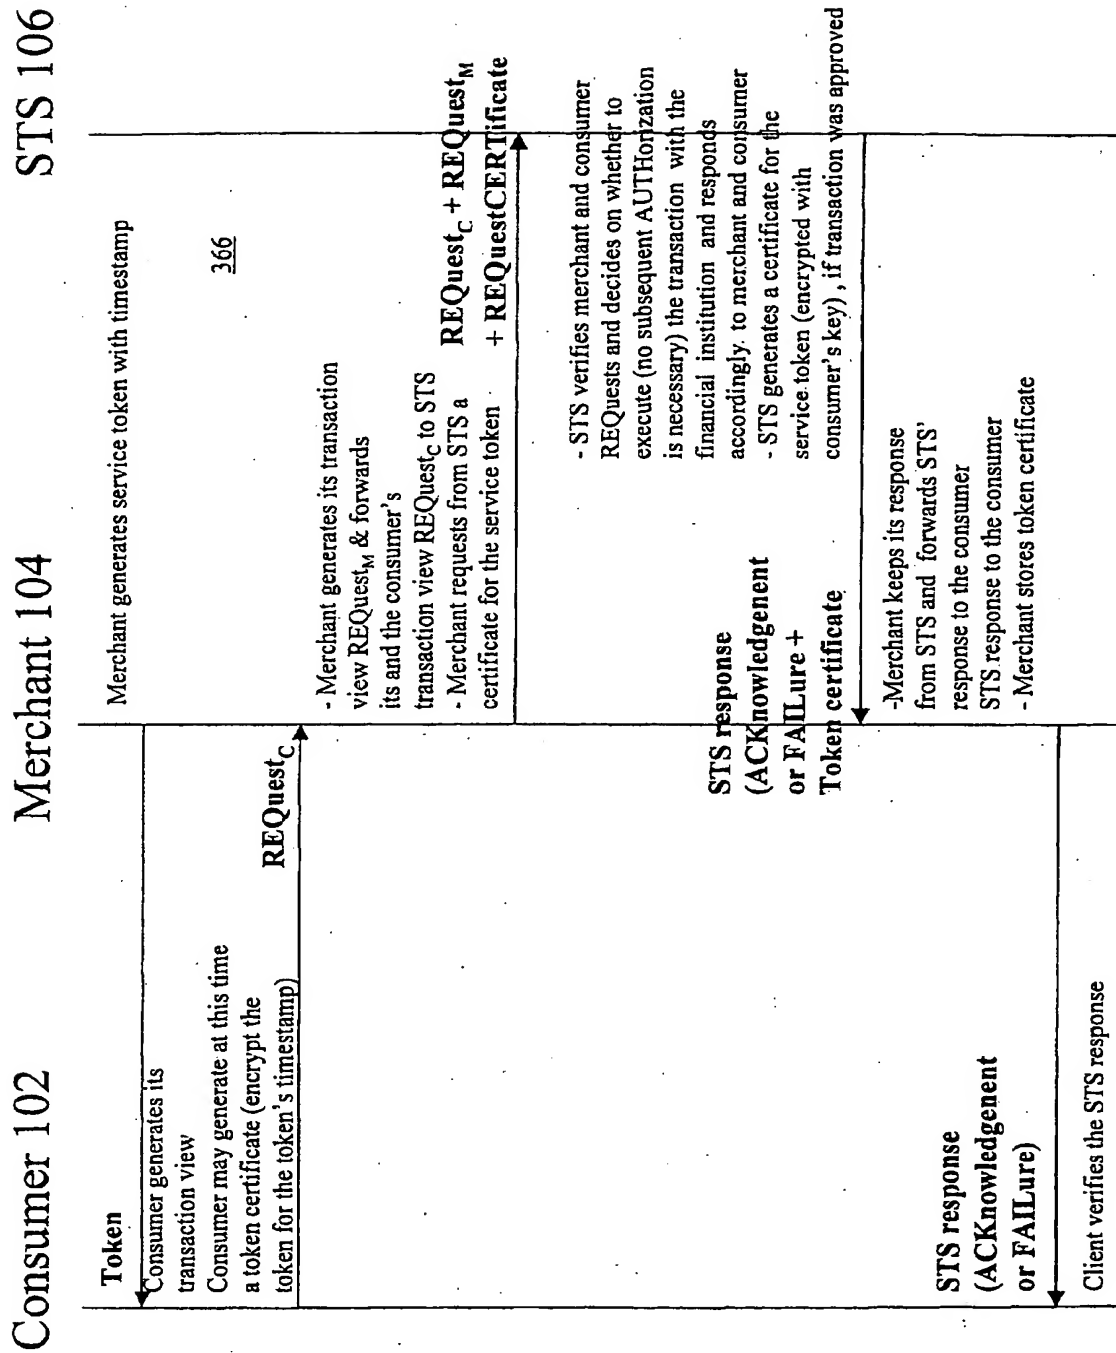 Consumer 102
Merchant 104
STS 106
Merchant generates service token with timestamp
366
Token
Consumer generates its
transaction view
Consumer may generate at this time
a token certificate (encrypt the
token for the token's timestamp)
REQuestC
- Merchant generates its transaction
view REQuestM & forwards
its and the consumer's
transaction view REQuestC to STS
- Merchant requests from STS a
certificate for the service token
REQuestC + REQuestM
+ REQuestCERTificate
- STS verifies merchant and consumer
REQuests and decides on whether to
execute (no subsequent AUTHorization
is necessary) the transaction with the
financial institution and responds
accordingly. to merchant and consumer
- STS generates a certificate for the
service token (encrypted with
consumer's key) , if transaction was approved
STS response
(ACKnowledgenent
or FAILure +
Token certificate
-Merchant keeps its response
from STS and forwards STS'
response to the consumer
STS response to the consumer
- Merchant stores token certificate
STS response
(ACKnowledgenent
or FAILure)
Client verifies the STS response